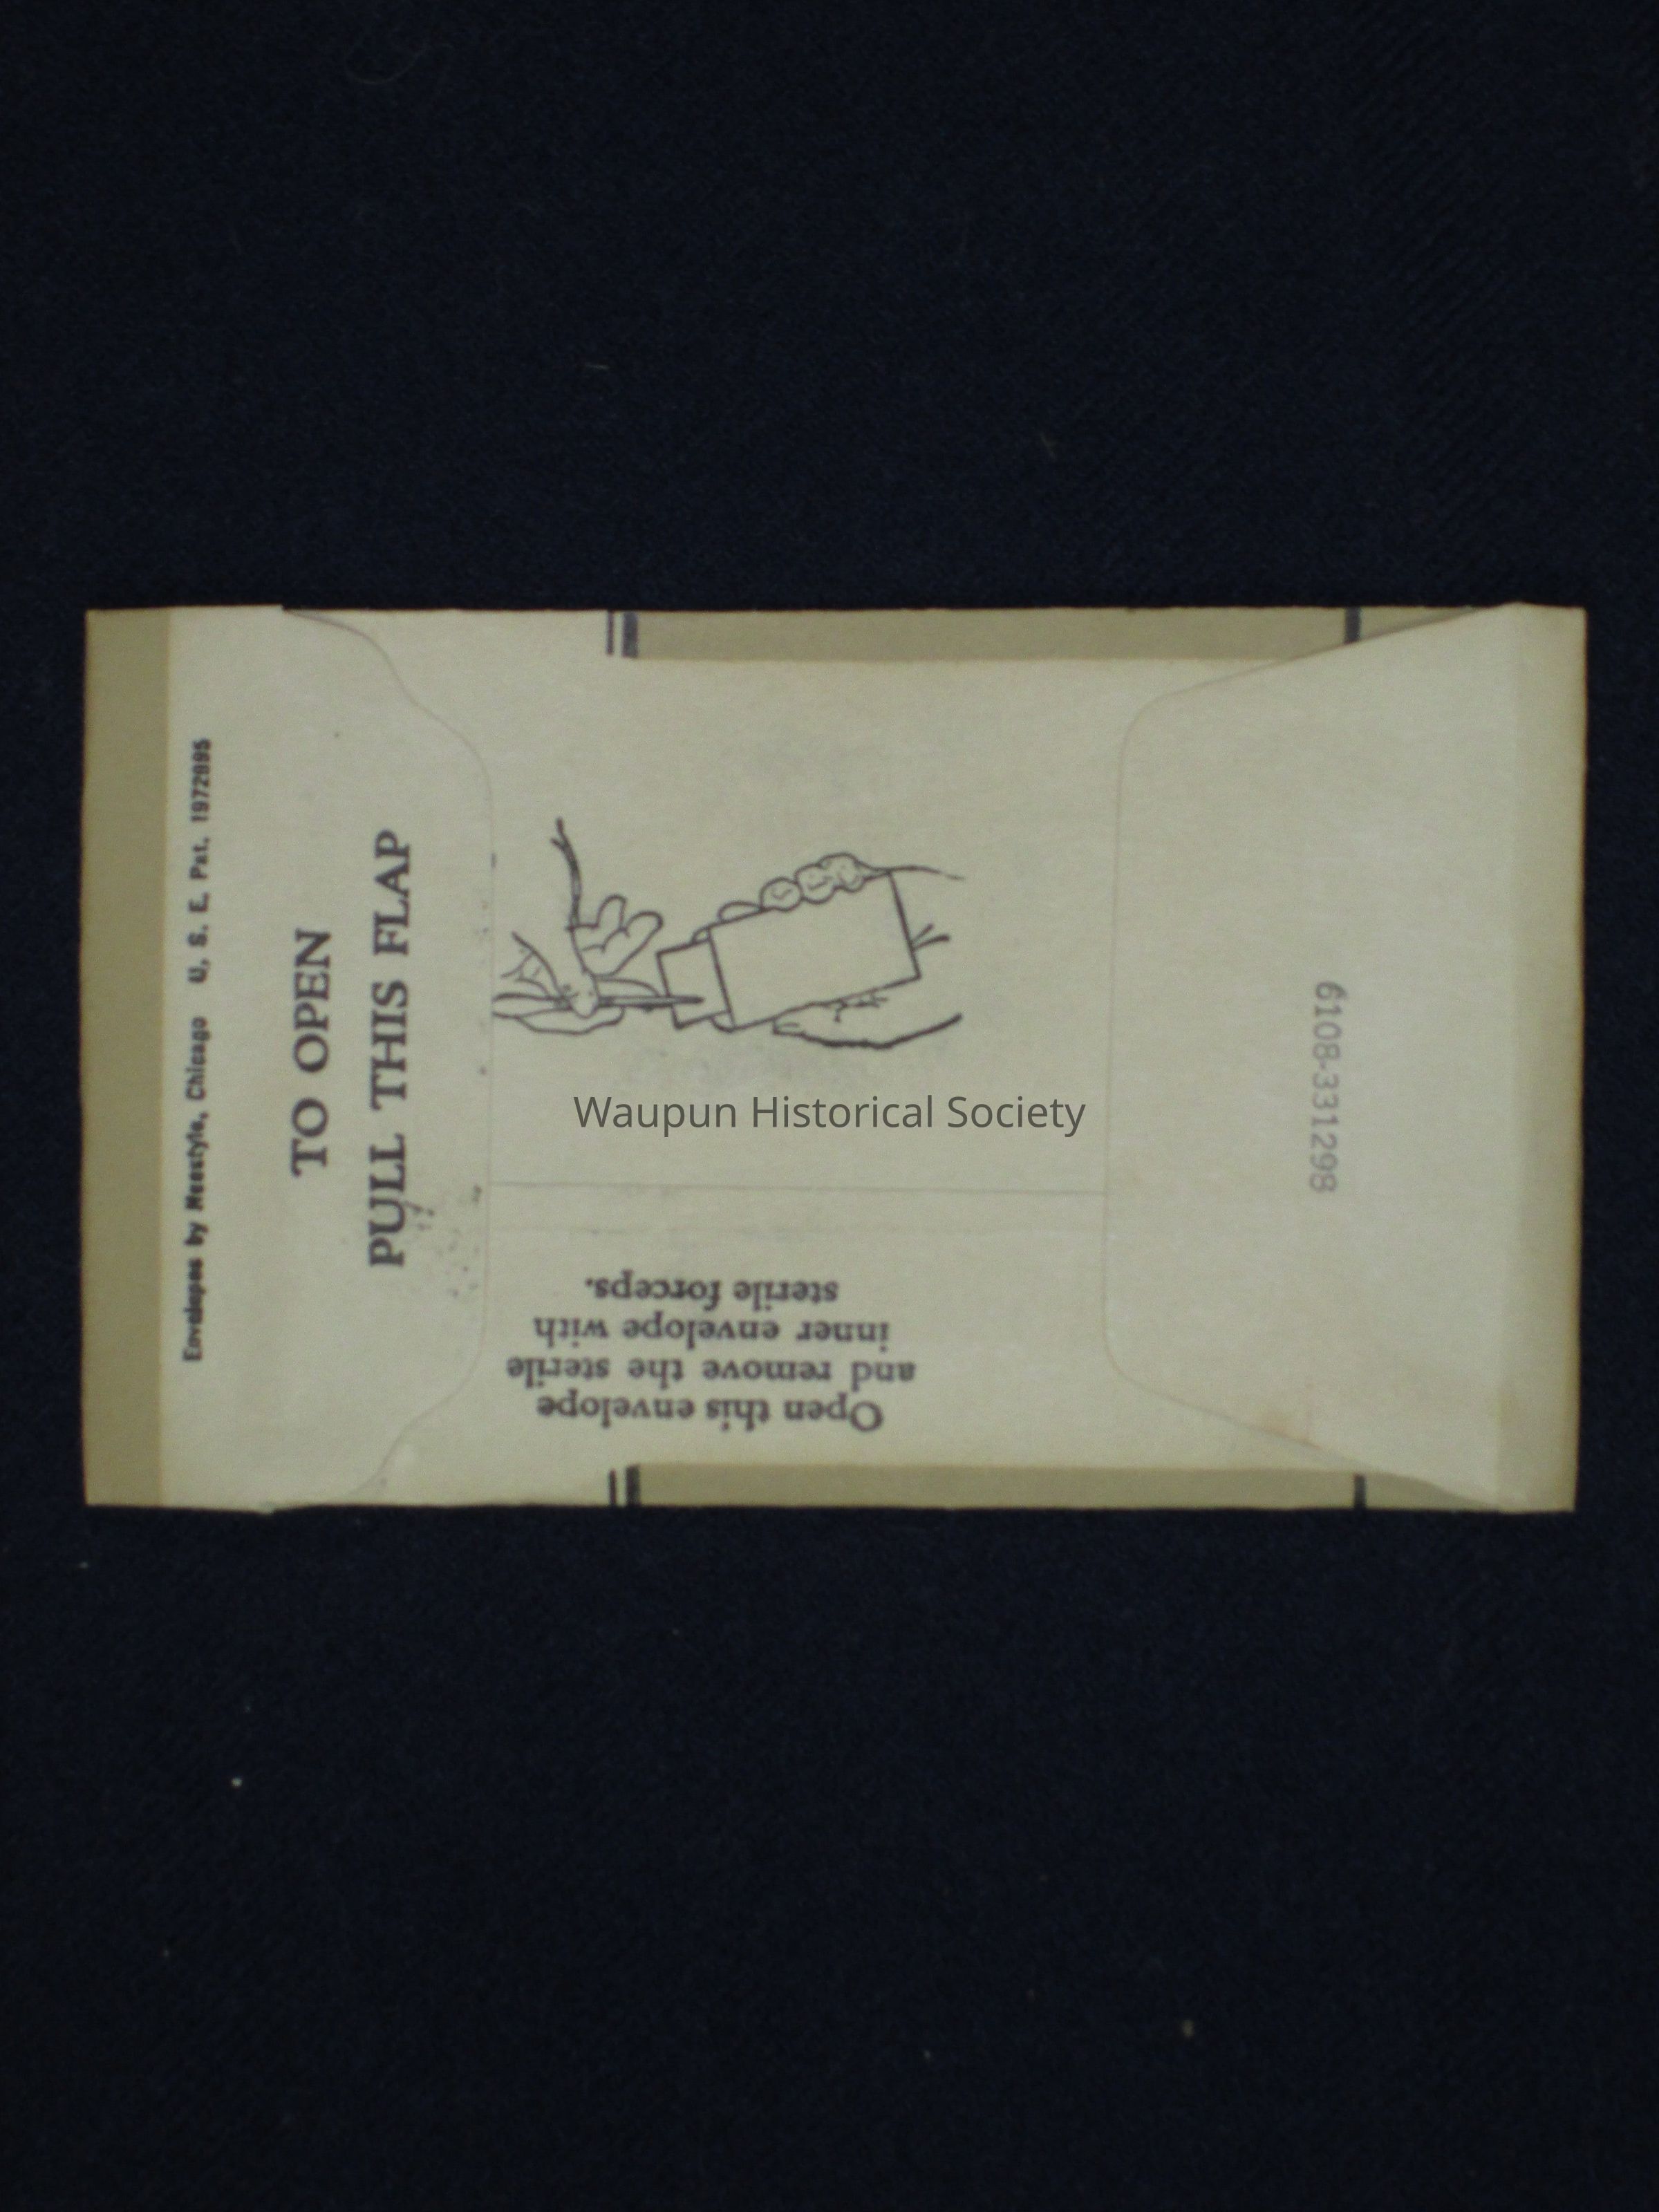 Envelopes by Neostyle, Chicago U. S. E. Pat. 1972895
TO OPEN
PULL THIS FLAP
Waupun Historical Society
Open this envelope
and remove the sterile
inner envelope with
sterile forceps.
6108-331298